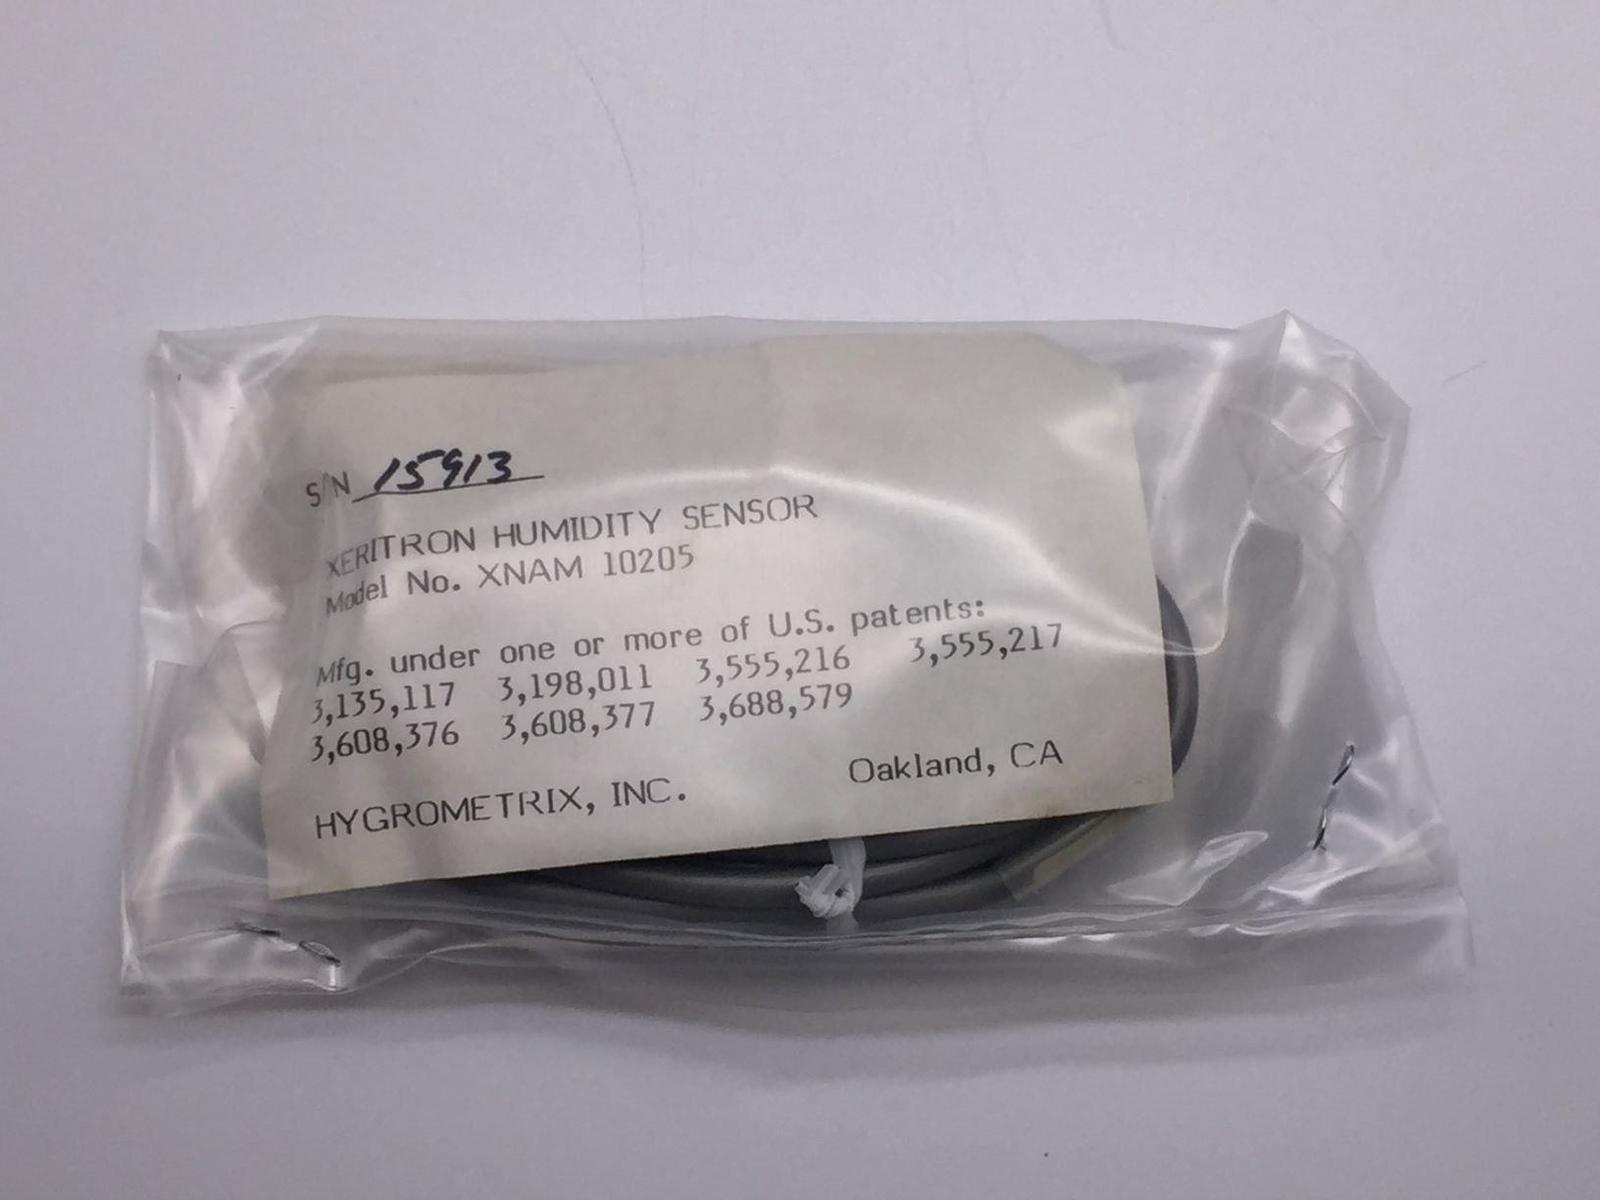 S/N 15913
XERITRON HUMIDITY SENSOR
Model No. XNAM 10205
Mfg. under one or more of U.S. patents:
3,135,117 3,198,011 3,555,216 3,555,217
3,608,376 3,608,377 3,688,579
HYGROMETRIX, INC. Oakland, CA